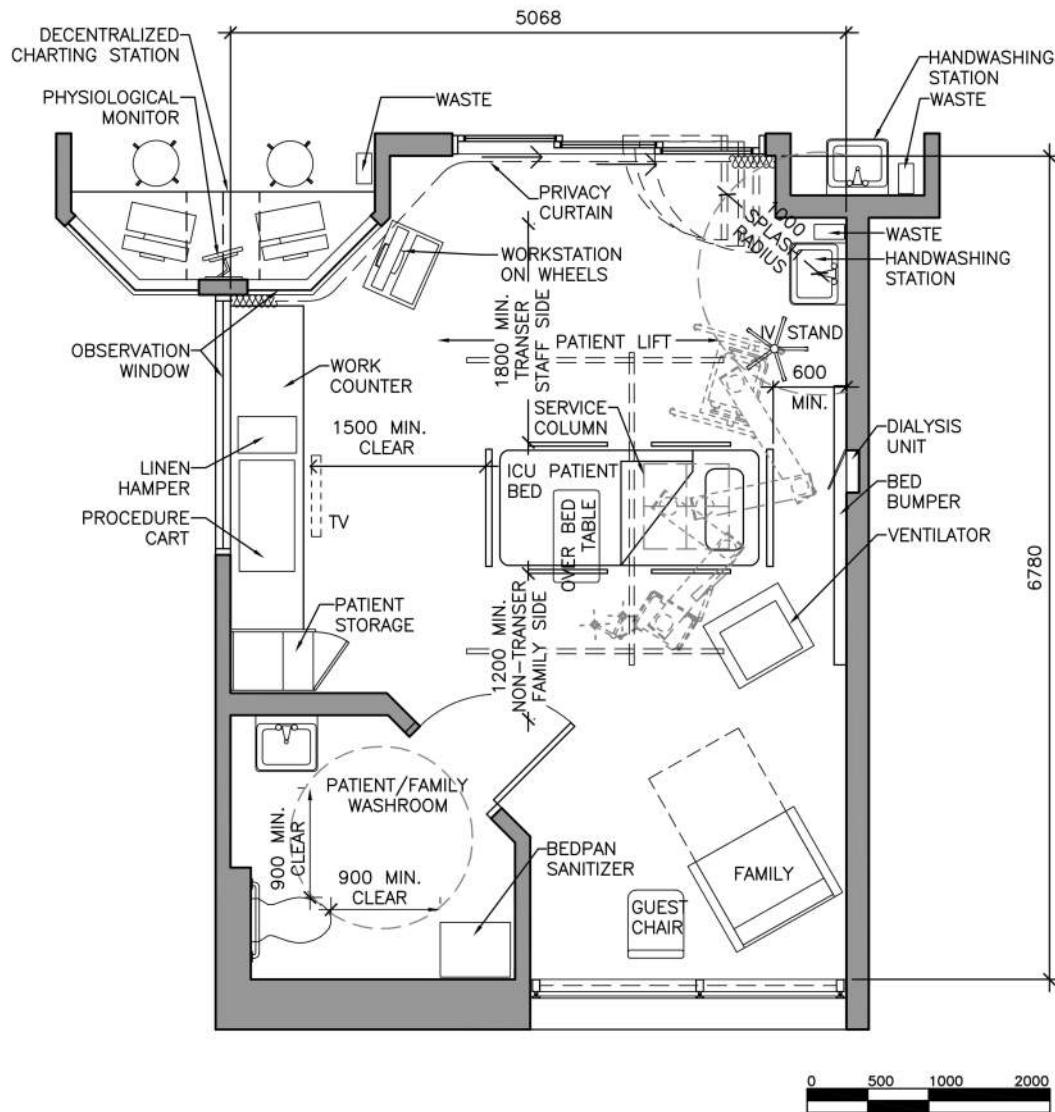 5068
DECENTRALIZED
CHARTING STATION
PHYSIOLOGICAL
MONITOR
WASTE
HANDWASHING
STATION
WASTE
PRIVACY
CURTAIN
1000
SPLASH
RADIUS
WASTE
HANDWASHING
STATION
WORKSTATION
ON WHEELS
1800 MIN.
TRANSER
STAFF SIDE
PATIENT LIFT
IV STAND
600
MIN.
OBSERVATION
WINDOW
WORK
COUNTER
1500 MIN.
CLEAR
SERVICE
COLUMN
DIALYSIS
UNIT
LINEN
HAMPER
ICU PATIENT
BED
BED
BUMPER
PROCEDURE
CART
TV
OVER BED
TABLE
VENTILATOR
6780
PATIENT
STORAGE
1200 MIN.
NON-TRANSER
FAMILY SIDE
PATIENT/FAMILY
WASHROOM
900 MIN.
CLEAR
900 MIN.
CLEAR
BEDPAN
SANITIZER
FAMILY
GUEST
CHAIR
0 500 1000 2000